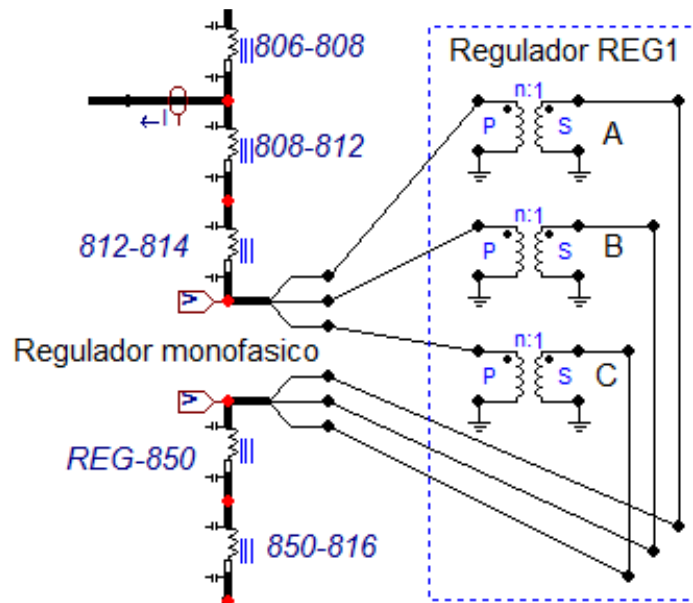 806-808
Regulador REG1
n:1
P
S
A
I
808-812
n:1
P
S
B
812-814
V
n:1
P
S
C
Regulador monofasico
V
REG-850
850-816